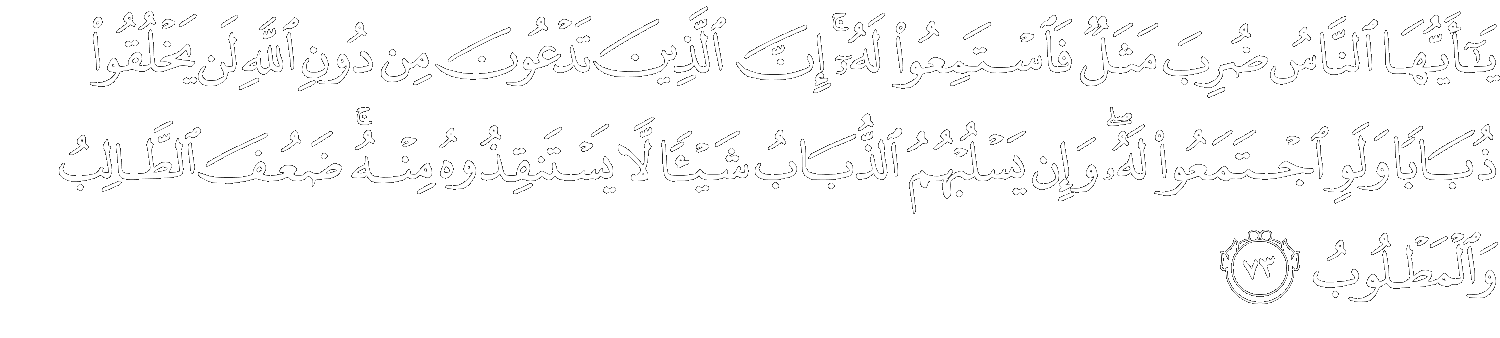 يَـٰٓأَيُّهَا ٱلنَّاسُ ضُرِبَ مَثَلٌ فَٱسْتَمِعُوا۟ لَهُۥٓ ۚ إِنَّ ٱلَّذِينَ تَدْعُونَ مِن دُونِ ٱللَّهِ لَن يَخْلُقُوا۟
ذُبَابًا وَلَوِ ٱجْتَمَعُوا۟ لَهُۥ ۖ وَإِن يَسْلُبْهُمُ ٱلذُّبَابُ شَيْـًٔا لَّا يَسْتَنقِذُوهُ مِنْهُ ۚ ضَعُفَ ٱلطَّالِبُ
وَٱلْمَطْلُوبُ ٧٣